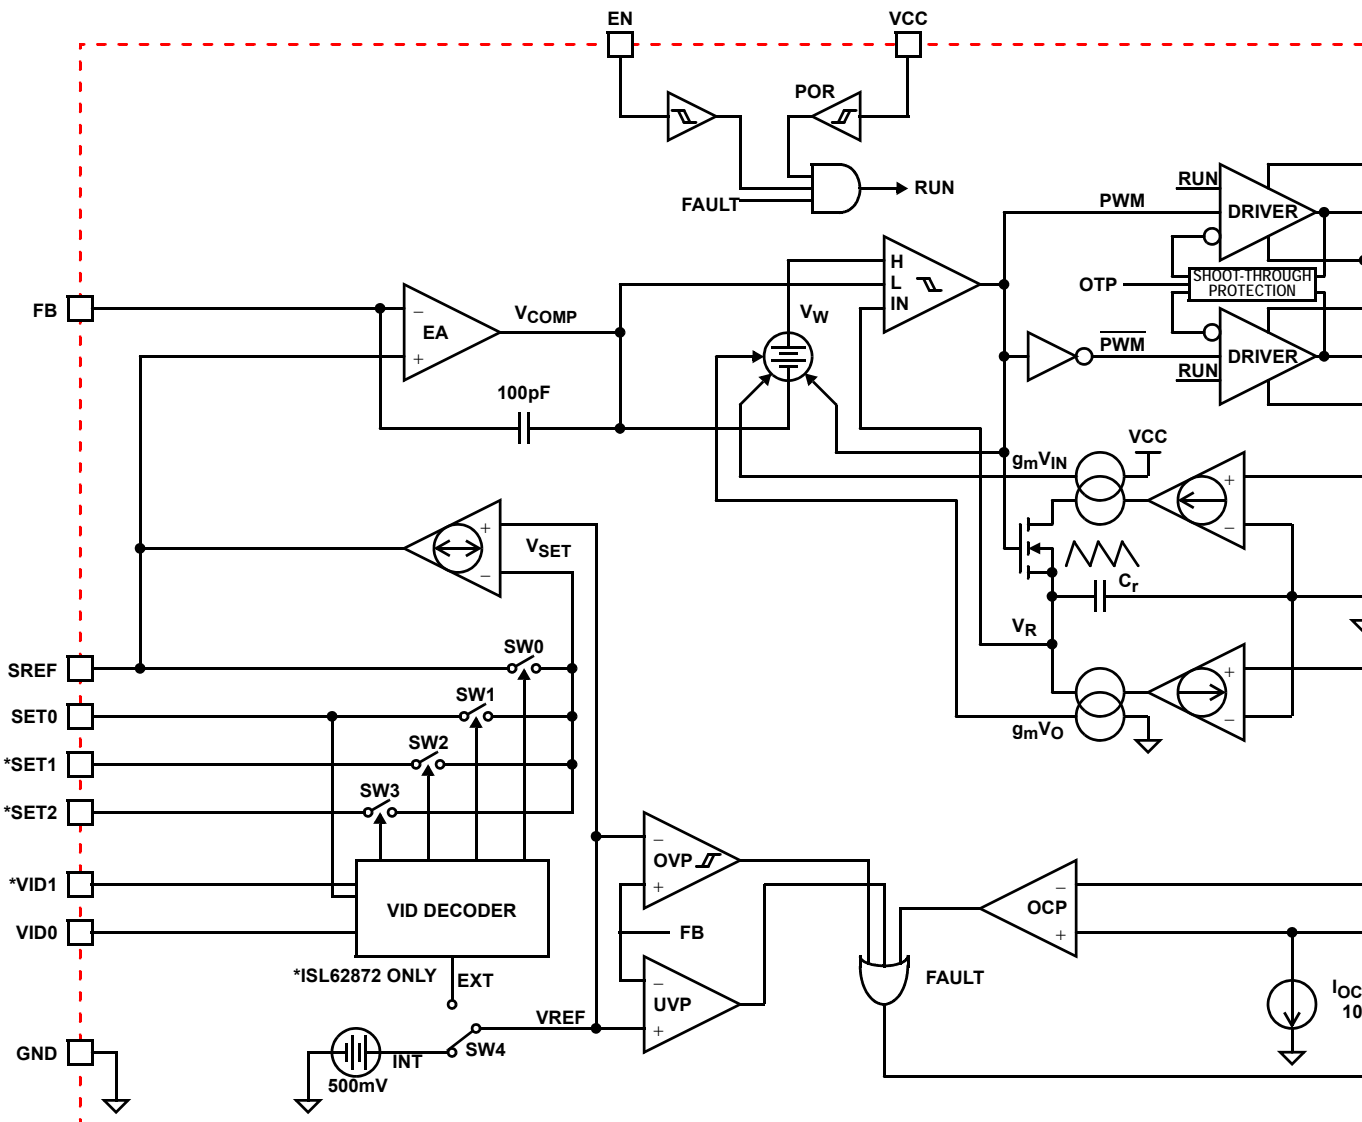 EN
VCC
POR
RUN
FAULT
PWM
RUN
DRIVER
SHOOT-THROUGH
PROTECTION
OTP
H
L
IN
FB
−
EA
+
VCOMP
VW
PWM
DRIVER
RUN
100pF
VCC
gmVIN
+
−
+
VSET
−
Cr
VR
SREF
SW0
SET0
SW1
*SET1
SW2
*SET2
SW3
+
−
gmVO
*VID1
VID0
VID DECODER
−
OVP
+
FB
−
UVP
+
−
OCP
+
FAULT
*ISL62872 ONLY
EXT
VREF
SW4
INT
500mV
GND
IOC
10